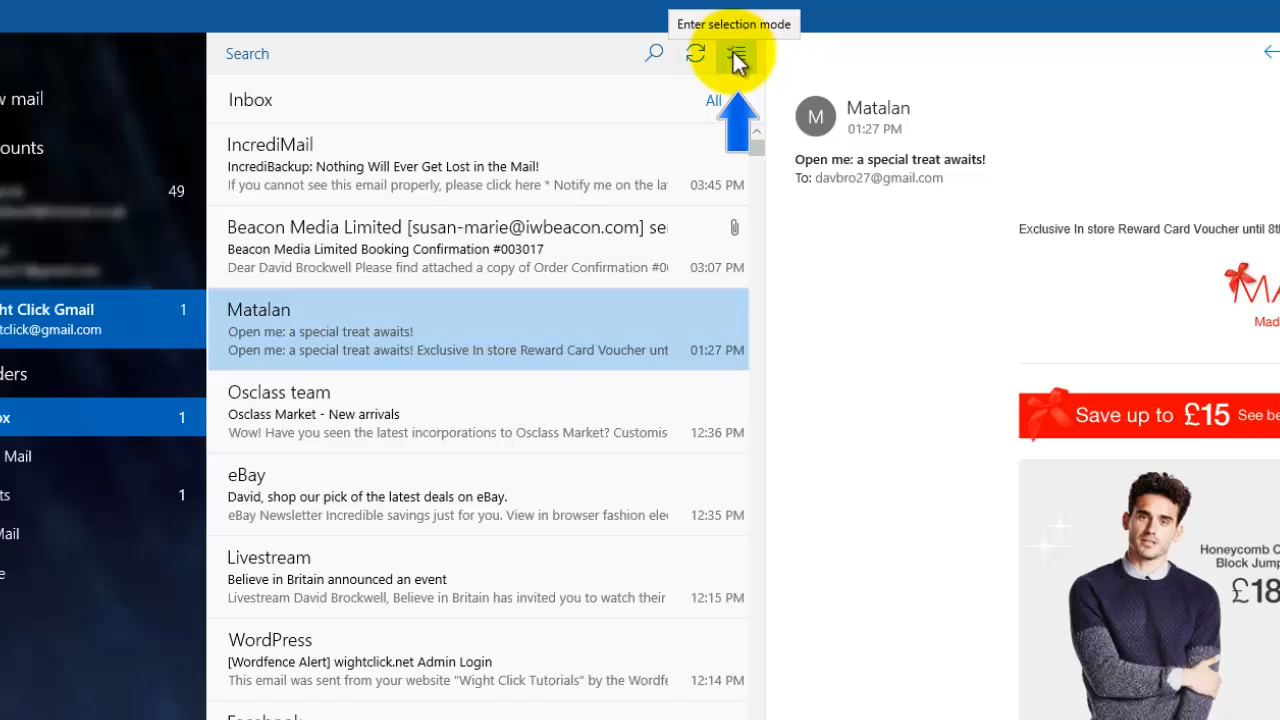 Enter selection mode
Search
w mail
Inbox
All
ounts
49
ght Click Gmail 1
tclick@gmail.com
ders
ox 1
Mail
ts 1
Mail
e
IncrediMail
IncrediBackup: Nothing Will Ever Get Lost in the Mail!
If you cannot see this email properly, please click here * Notify me on the la 03:45 PM
Beacon Media Limited [susan-marie@iwbeacon.com] se
Beacon Media Limited Booking Confirmation #003017
Dear David Brockwell Please find attached a copy of Order Confirmation #0 03:07 PM
Matalan
Open me: a special treat awaits!
Open me: a special treat awaits! Exclusive In store Reward Card Voucher unt 01:27 PM
Osclass team
Osclass Market - New arrivals
Wow! Have you seen the latest incorporations to Osclass Market? Customis 12:36 PM
eBay
David, shop our pick of the latest deals on eBay.
eBay Newsletter Incredible savings just for you. View in browser fashion ele 12:35 PM
Livestream
Believe in Britain announced an event
Livestream David Brockwell, Believe in Britain has invited you to watch their 12:15 PM
WordPress
[Wordfence Alert] wightclick.net Admin Login
This email was sent from your website "Wight Click Tutorials" by the Wordfe 12:14 PM
Facebook
M
Matalan
01:27 PM
Open me: a special treat awaits!
To: davbro27@gmail.com
Exclusive In store Reward Card Voucher until 8t
MA
Mad
Save up to £15 See be
Honeycomb C
Block Jump
£18